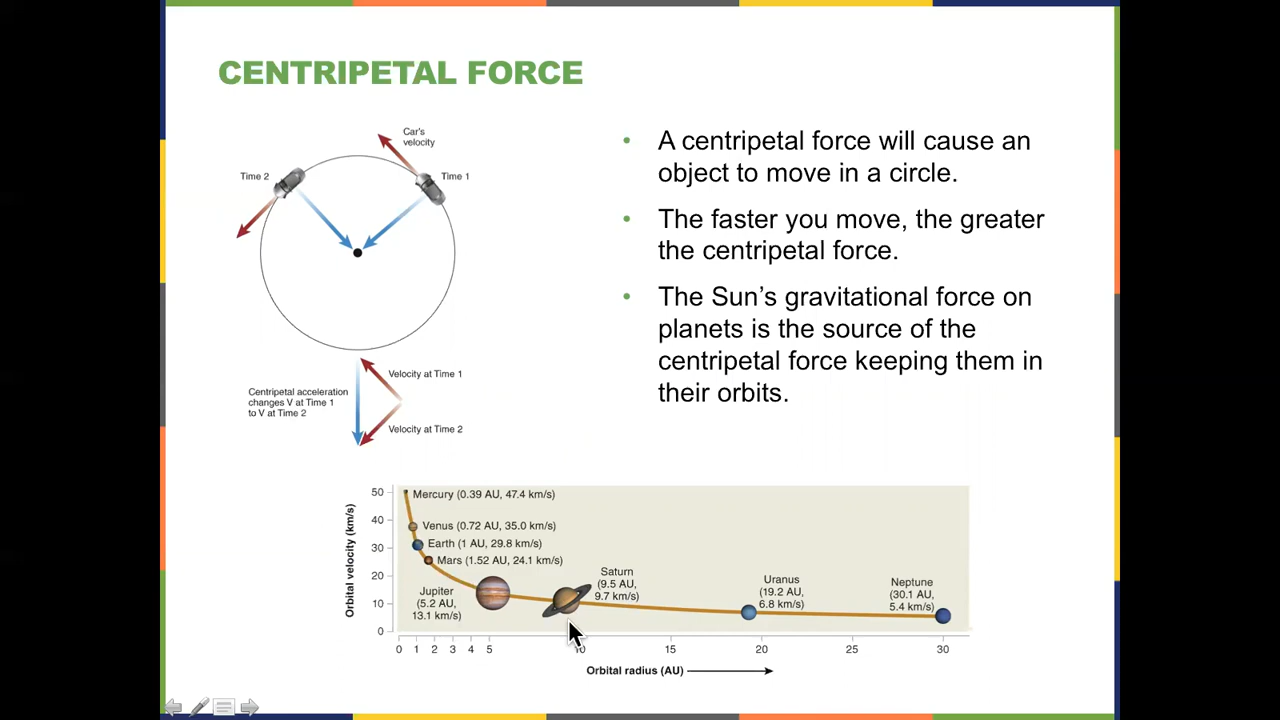 CENTRIPETAL FORCE
Car's
velocity
Time 2
Time 1
Velocity at Time 1
Centripetal acceleration
changes V at Time 1
to V at Time 2
Velocity at Time 2
• A centripetal force will cause an
object to move in a circle.
• The faster you move, the greater
the centripetal force.
• The Sun’s gravitational force on
planets is the source of the
centripetal force keeping them in
their orbits.
Orbital velocity (km/s)
50
40
30
20
10
0
Mercury (0.39 AU, 47.4 km/s)
Venus (0.72 AU, 35.0 km/s)
Earth (1 AU, 29.8 km/s)
Mars (1.52 AU, 24.1 km/s)
Jupiter
(5.2 AU,
13.1 km/s)
Saturn
(9.5 AU,
9.7 km/s)
Uranus
(19.2 AU,
6.8 km/s)
Neptune
(30.1 AU,
5.4 km/s)
0 1 2 3 4 5 10 15 20 25 30
Orbital radius (AU)